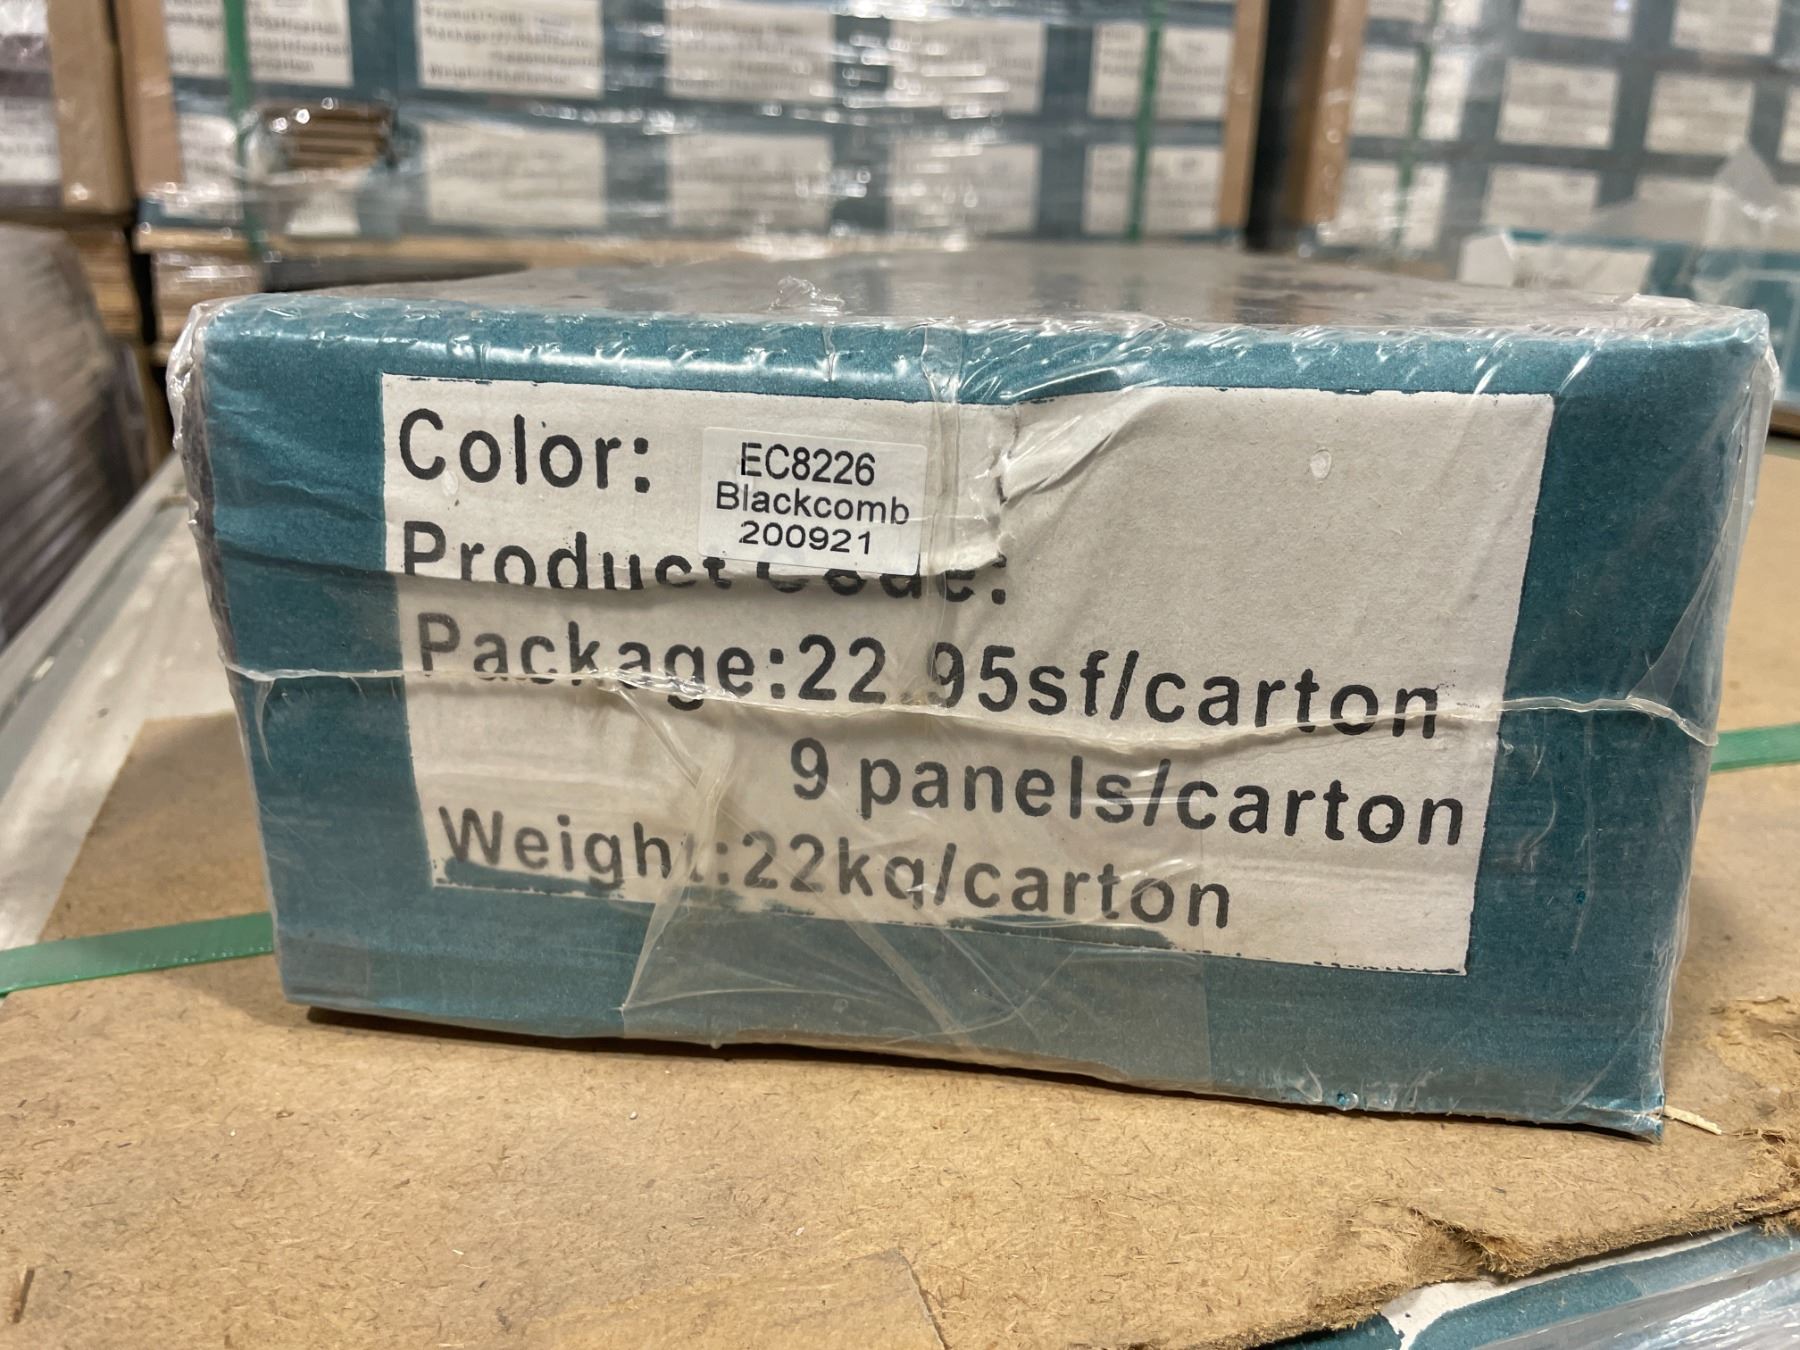 Color: EC8226
Blackcomb
200921
Product Code:
Package:22.95sf/carton
9 panels/carton
Weight:22kg/carton